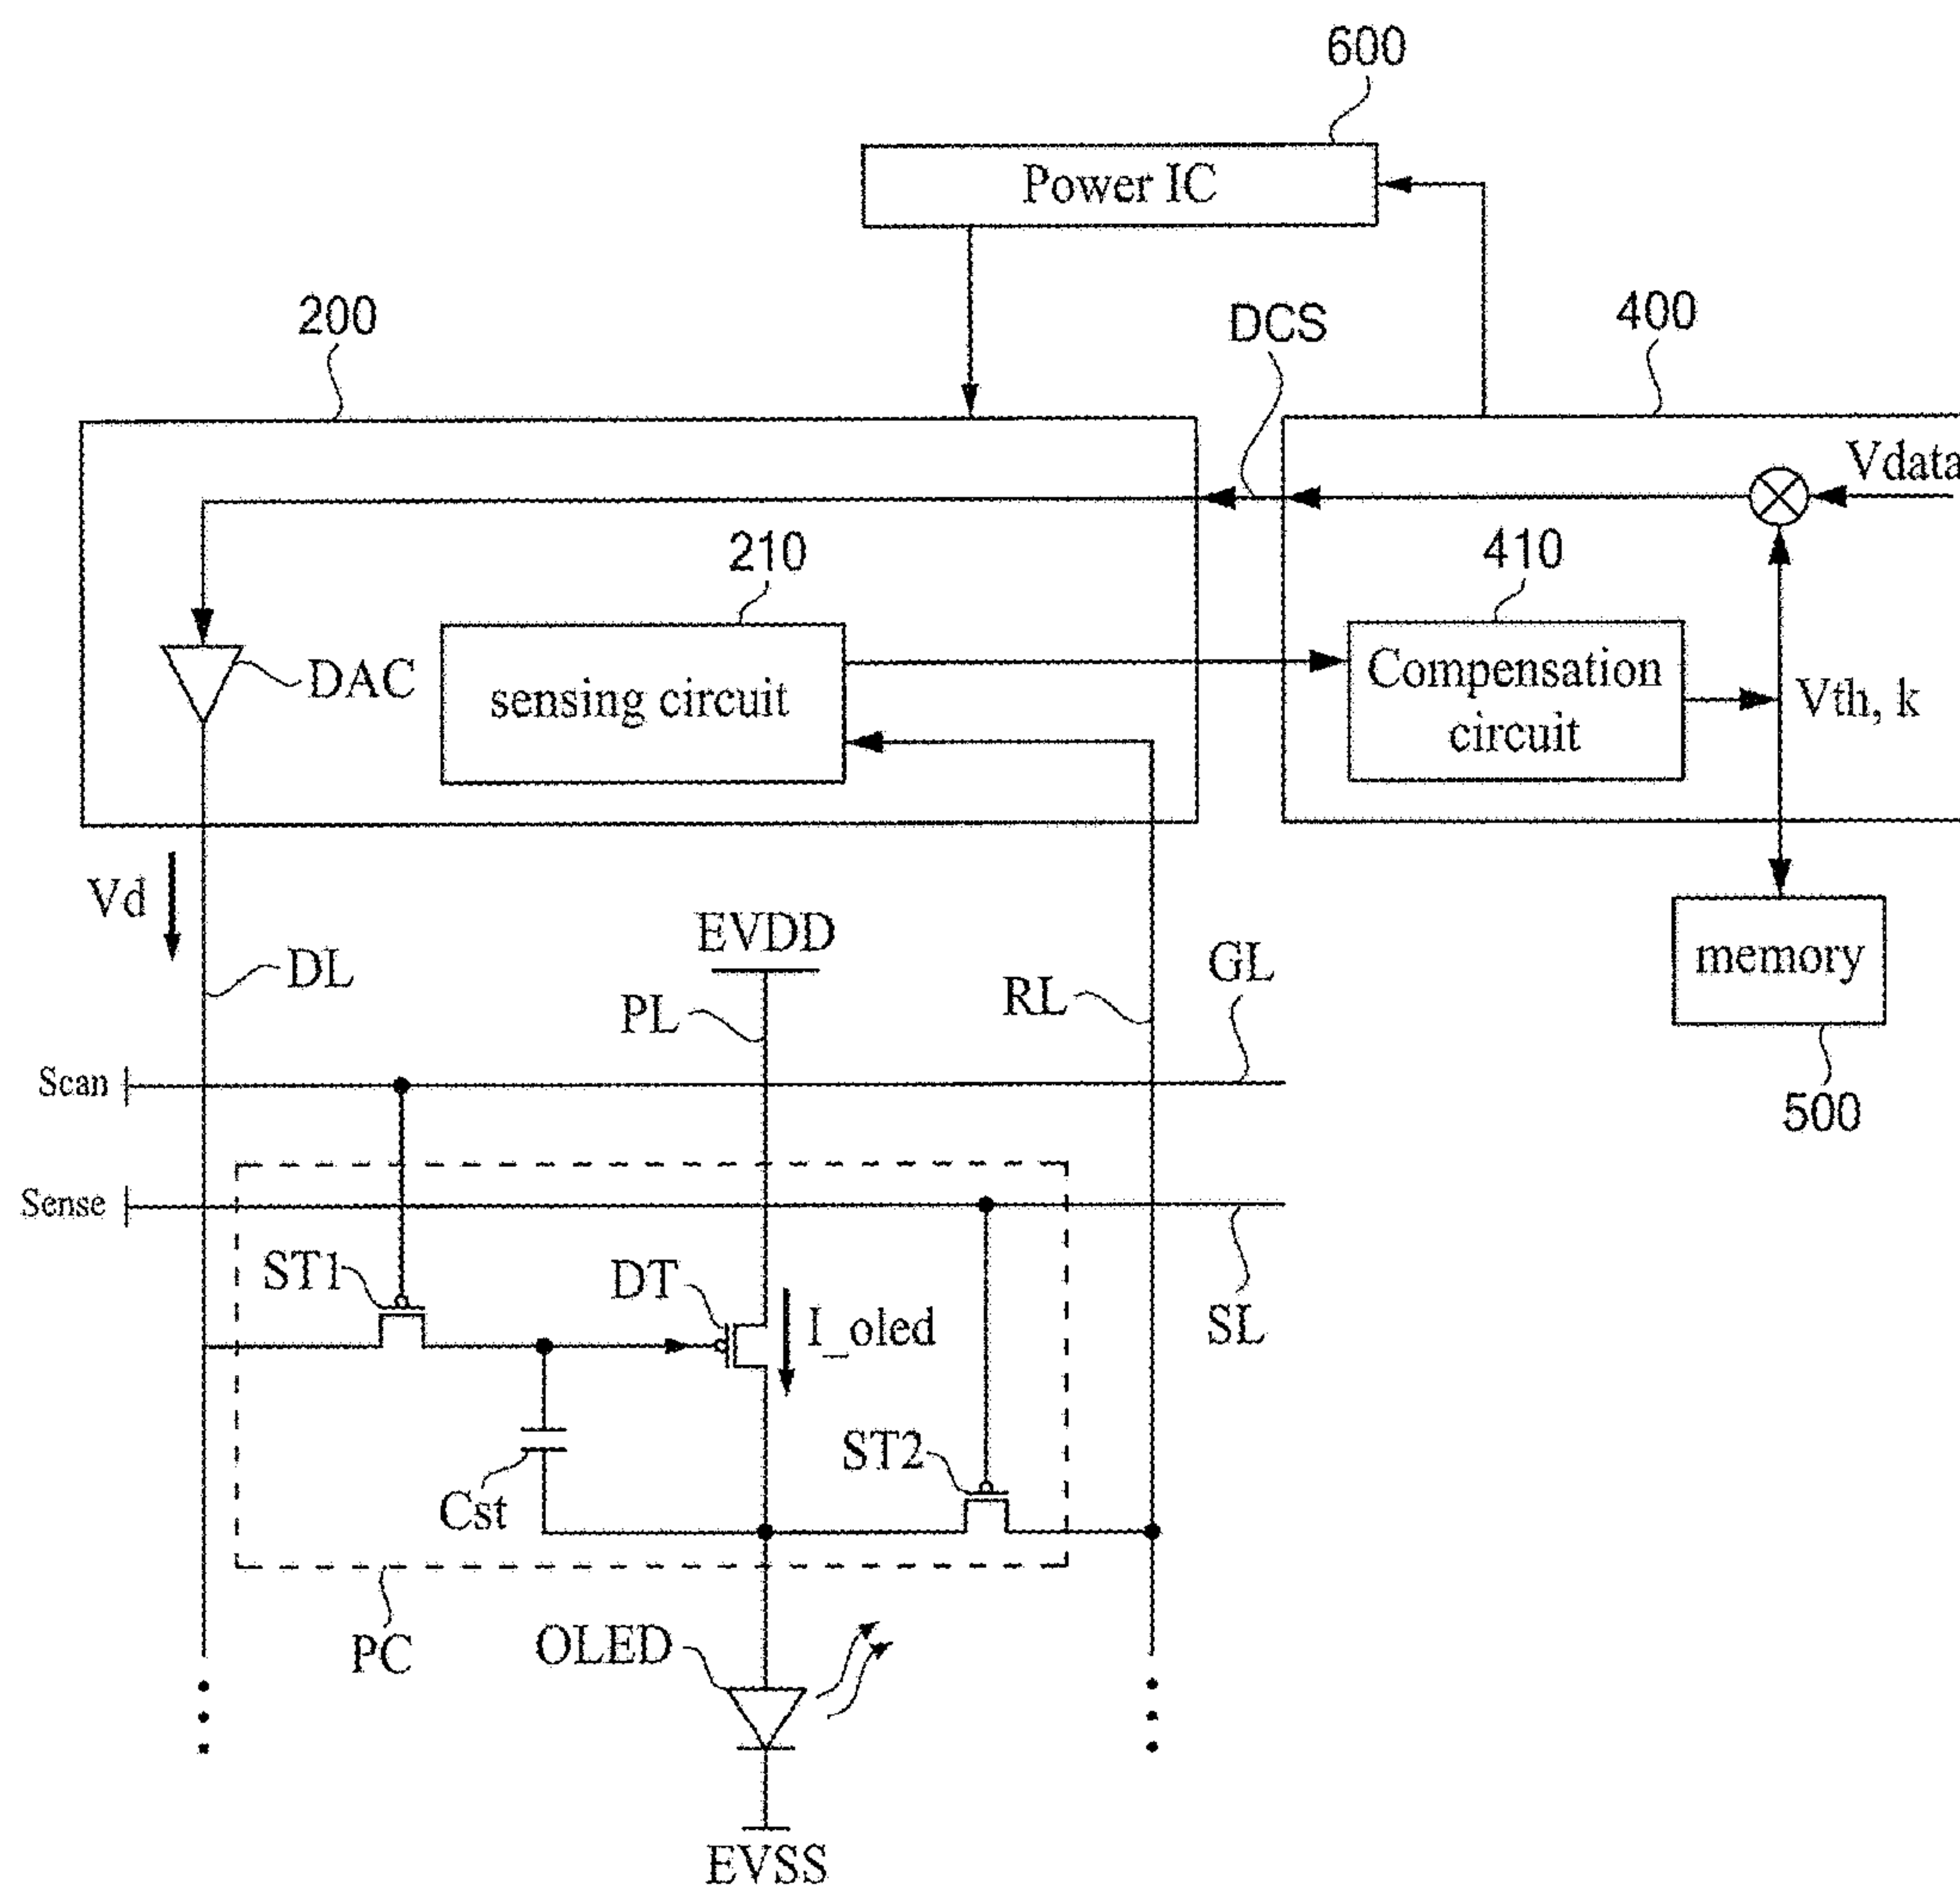 600
Power IC
200
DCS
400
Vdata
210
410
DAC
sensing circuit
Compensation
circuit
Vth, k
Vd
EVDD
memory
DL
PL
RL
GL
500
Scan
Sense
ST1
DT
I_oled
SL
ST2
Cst
PC
OLED
EVSS